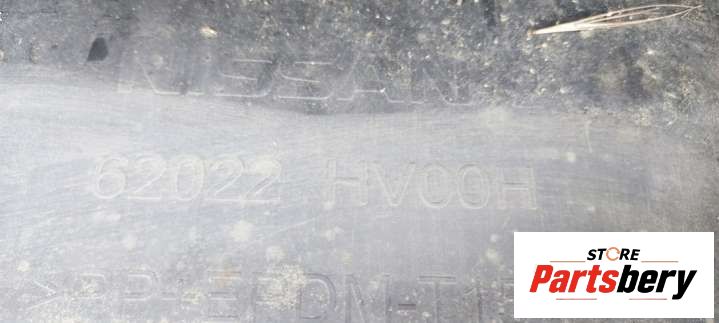 NISSAN
62022 HV00H
STORE
Partsbery